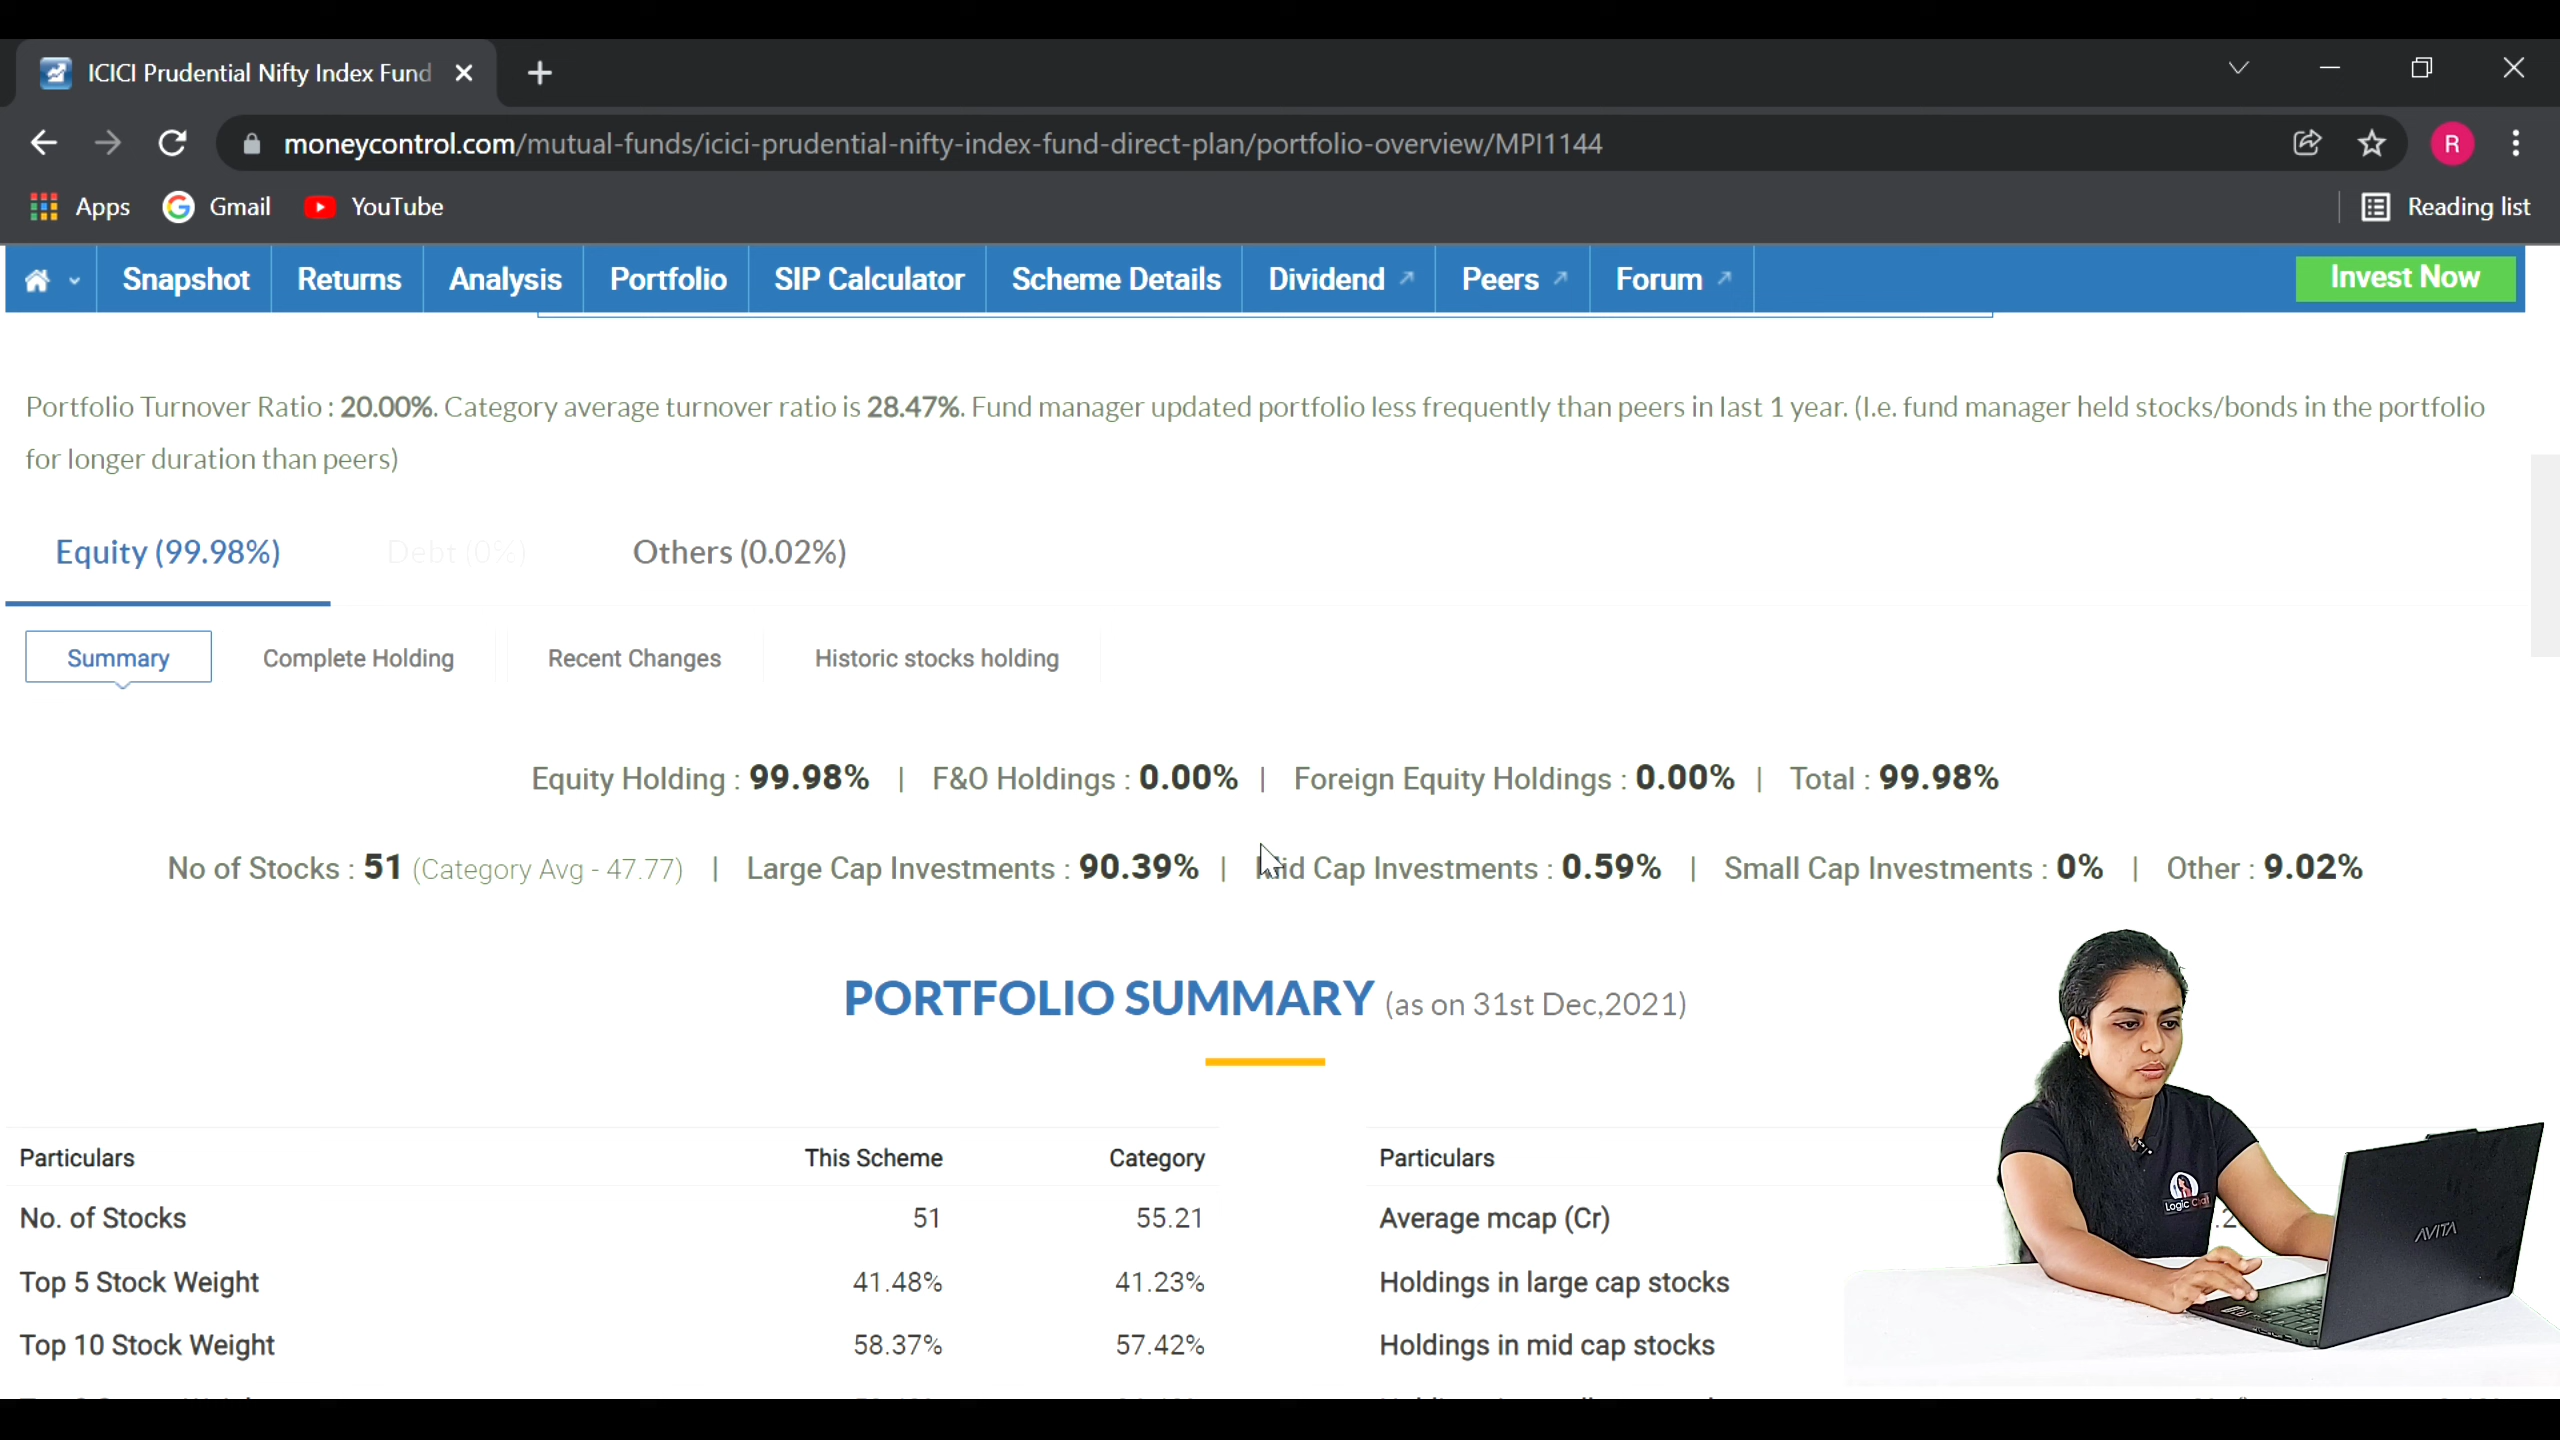 ICICI Prudential Nifty Index Fund
moneycontrol.com/mutual-funds/icici-prudential-nifty-index-fund-direct-plan/portfolio-overview/MPI1144
R
Apps Gmail YouTube Reading list
Snapshot Returns Analysis Portfolio SIP Calculator Scheme Details Dividend Peers Forum Invest Now
Portfolio Turnover Ratio : 20.00%. Category average turnover ratio is 28.47%. Fund manager updated portfolio less frequently than peers in last 1 year. (I.e. fund manager held stocks/bonds in the portfolio
for longer duration than peers)
Equity (99.98%) Debt (0%) Others (0.02%)
Summary Complete Holding Recent Changes Historic stocks holding
Equity Holding : 99.98% | F&O Holdings : 0.00% | Foreign Equity Holdings : 0.00% | Total : 99.98%
No of Stocks : 51 (Category Avg - 47.77) | Large Cap Investments : 90.39% | Mid Cap Investments : 0.59% | Small Cap Investments : 0% | Other : 9.02%
PORTFOLIO SUMMARY (as on 31st Dec,2021)
Particulars This Scheme Category Particulars
No. of Stocks 51 55.21 Average mcap (Cr)
Top 5 Stock Weight 41.48% 41.23% Holdings in large cap stocks
Top 10 Stock Weight 58.37% 57.42% Holdings in mid cap stocks
Logic
AVITA